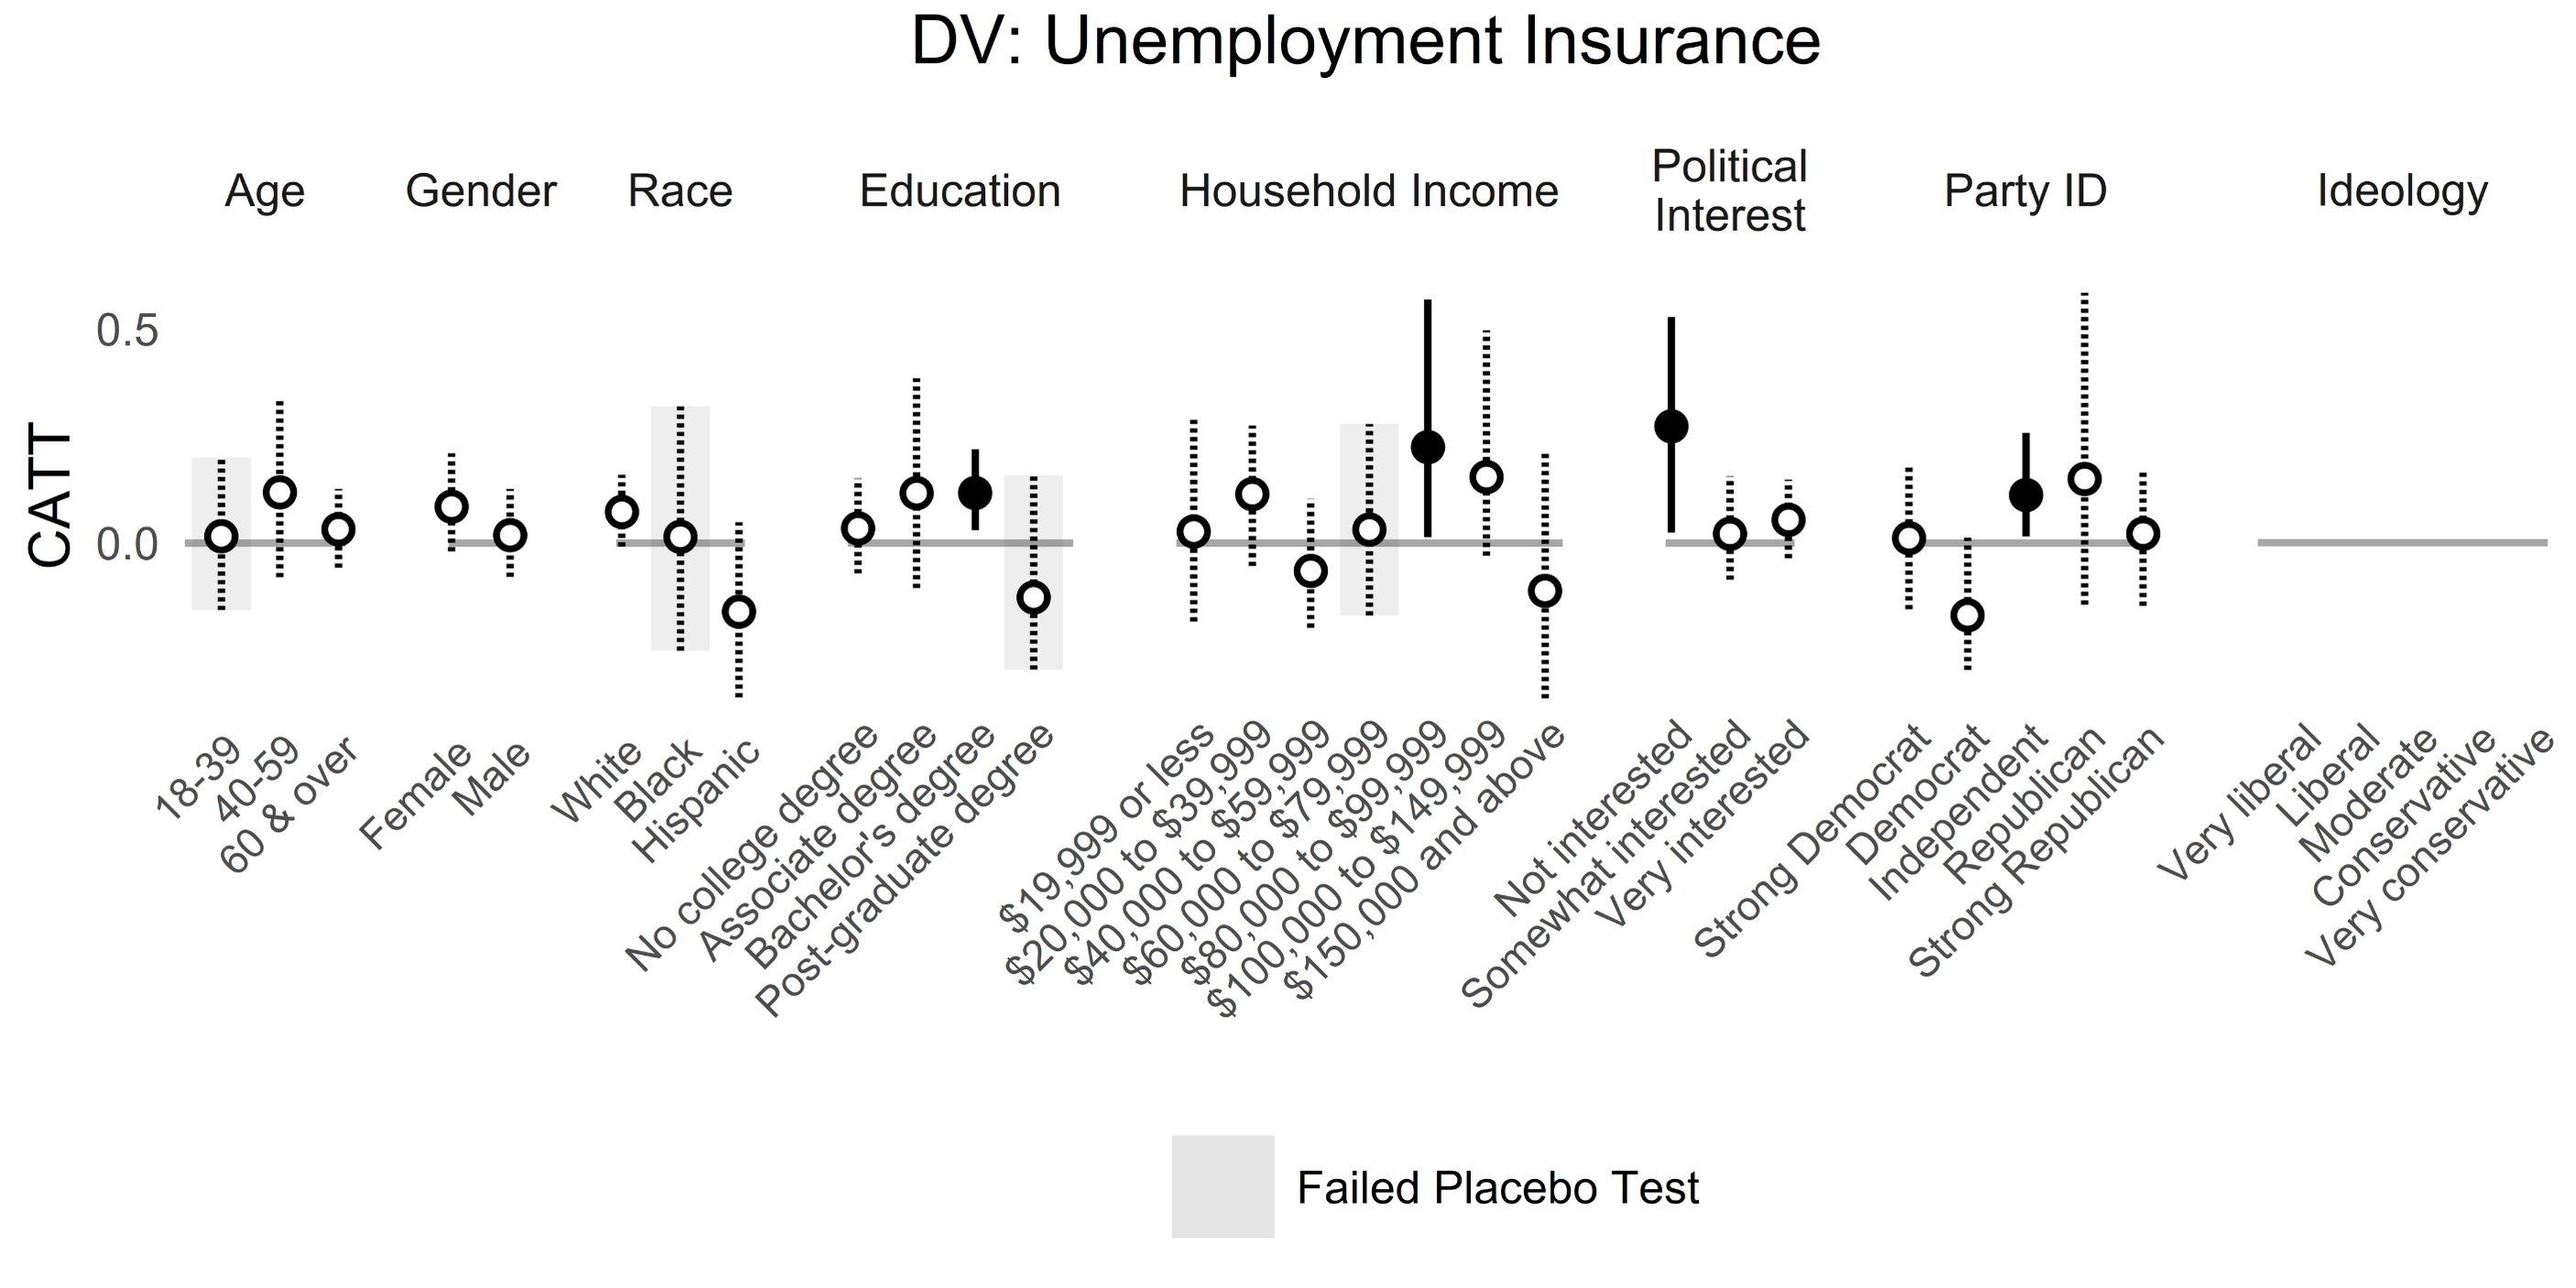 DV: Unemployment Insurance
Age
Gender
Race
Education
Household Income
Political
Interest
Party ID
Ideology
CATT
0.5
0.0
18-39
40-59
60 & over
Female
Male
White
Black
Hispanic
No college degree
Associate degree
Bachelor's degree
Post-graduate degree
$19,999 or less
$20,000 to $39,999
$40,000 to $59,999
$60,000 to $79,999
$80,000 to $99,999
$100,000 to $149,999
$150,000 and above
Not interested
Somewhat interested
Very interested
Strong Democrat
Democrat
Independent
Republican
Strong Republican
Very liberal
Liberal
Moderate
Conservative
Very conservative
Failed Placebo Test